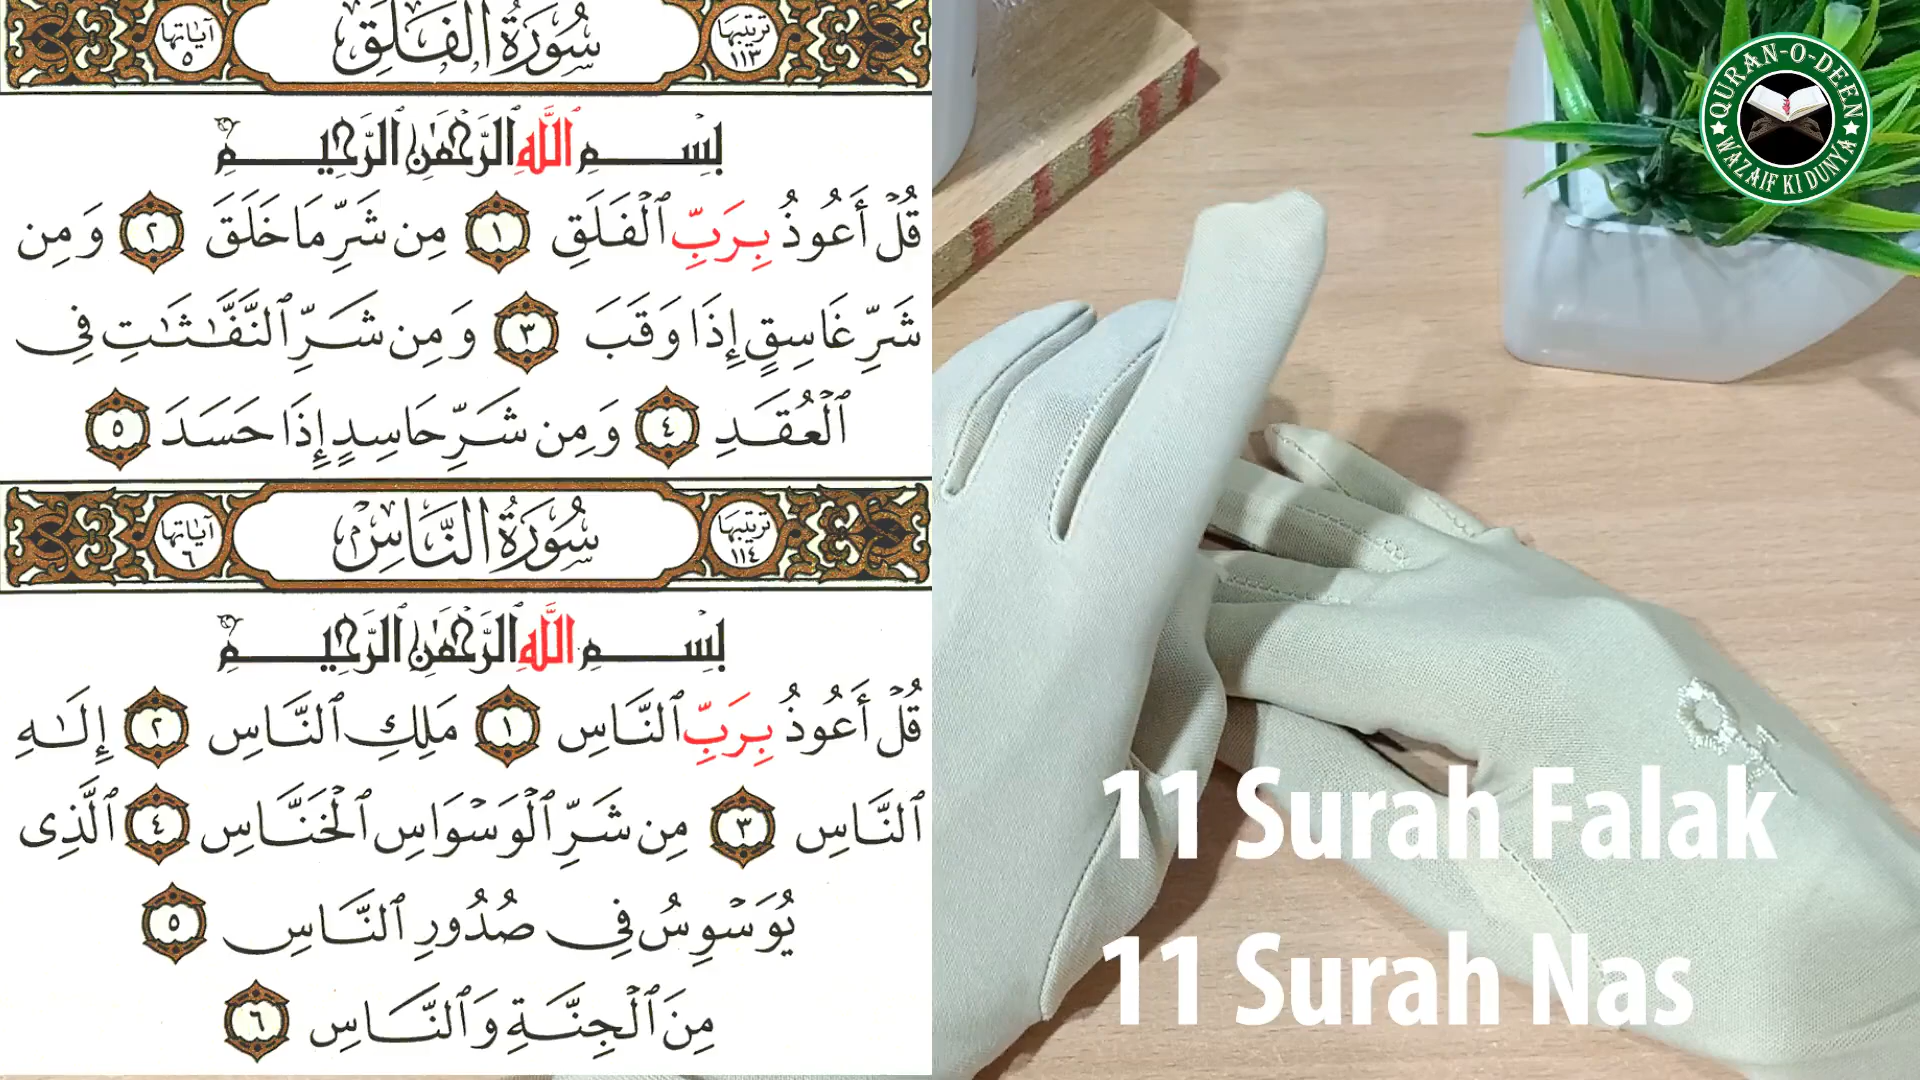 ترتيبها ١١٣ سُورَةُ الفَلَقِ آياتها ٥
بِسْمِ ٱللَّهِ ٱلرَّحْمَٰنِ ٱلرَّحِيمِ
قُلْ أَعُوذُ بِرَبِّ ٱلْفَلَقِ ١ مِن شَرِّ مَا خَلَقَ ٢ وَمِن
شَرِّ غَاسِقٍ إِذَا وَقَبَ ٣ وَمِن شَرِّ ٱلنَّفَّٰثَٰتِ فِى
ٱلْعُقَدِ ٤ وَمِن شَرِّ حَاسِدٍ إِذَا حَسَدَ ٥
ترتيبها ١١٤ سُورَةُ النَّاسِ آياتها ٦
بِسْمِ ٱللَّهِ ٱلرَّحْمَٰنِ ٱلرَّحِيمِ
قُلْ أَعُوذُ بِرَبِّ ٱلنَّاسِ ١ مَلِكِ ٱلنَّاسِ ٢ إِلَٰهِ
ٱلنَّاسِ ٣ مِن شَرِّ ٱلْوَسْوَاسِ ٱلْخَنَّاسِ ٤ ٱلَّذِى
يُوَسْوِسُ فِى صُدُورِ ٱلنَّاسِ ٥
مِنَ ٱلْجِنَّةِ وَٱلنَّاسِ ٦
QURAN-O-DEEN
WAZAIF KI DUNYA
11 Surah Falak
11 Surah Nas